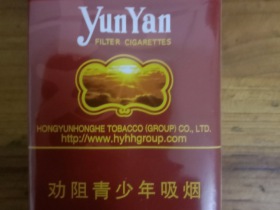 YunYan
FILTER CIGARETTES
HONGYUNHONGHE TOBACCO (GROUP) CO., LTD.
http://www.hyhhgroup.com
劝阻青少年吸烟